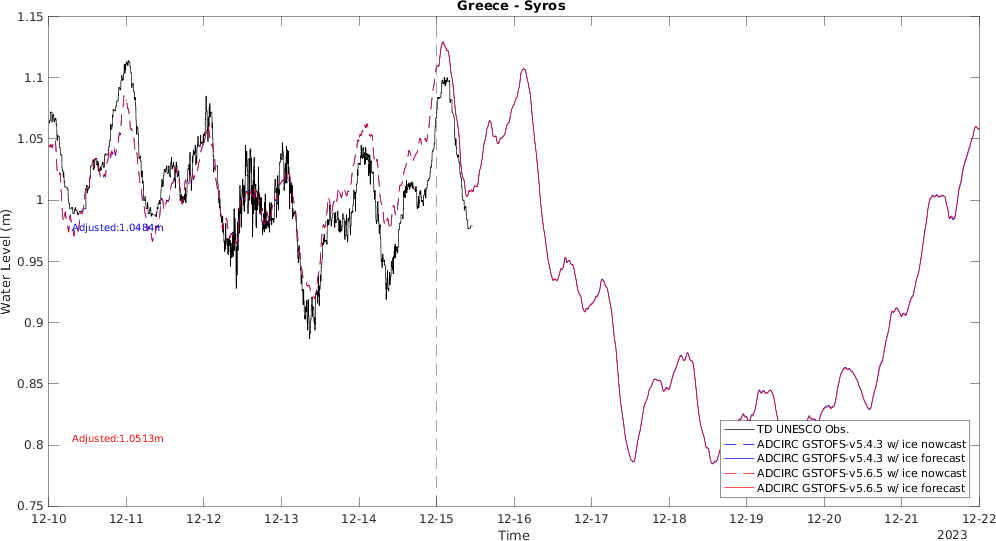 Greece - Syros
1.15
1.1
1.05
1
0.95
0.9
0.85
0.8
0.75
Water Level (m)
Adjusted:1.0484m
Adjusted:1.0513m
TD UNESCO Obs.
ADCIRC GSTOFS-v5.4.3 w/ ice nowcast
ADCIRC GSTOFS-v5.4.3 w/ ice forecast
ADCIRC GSTOFS-v5.6.5 w/ ice nowcast
ADCIRC GSTOFS-v5.6.5 w/ ice forecast
12-10 12-11 12-12 12-13 12-14 12-15 12-16 12-17 12-18 12-19 12-20 12-21 12-22
Time
2023